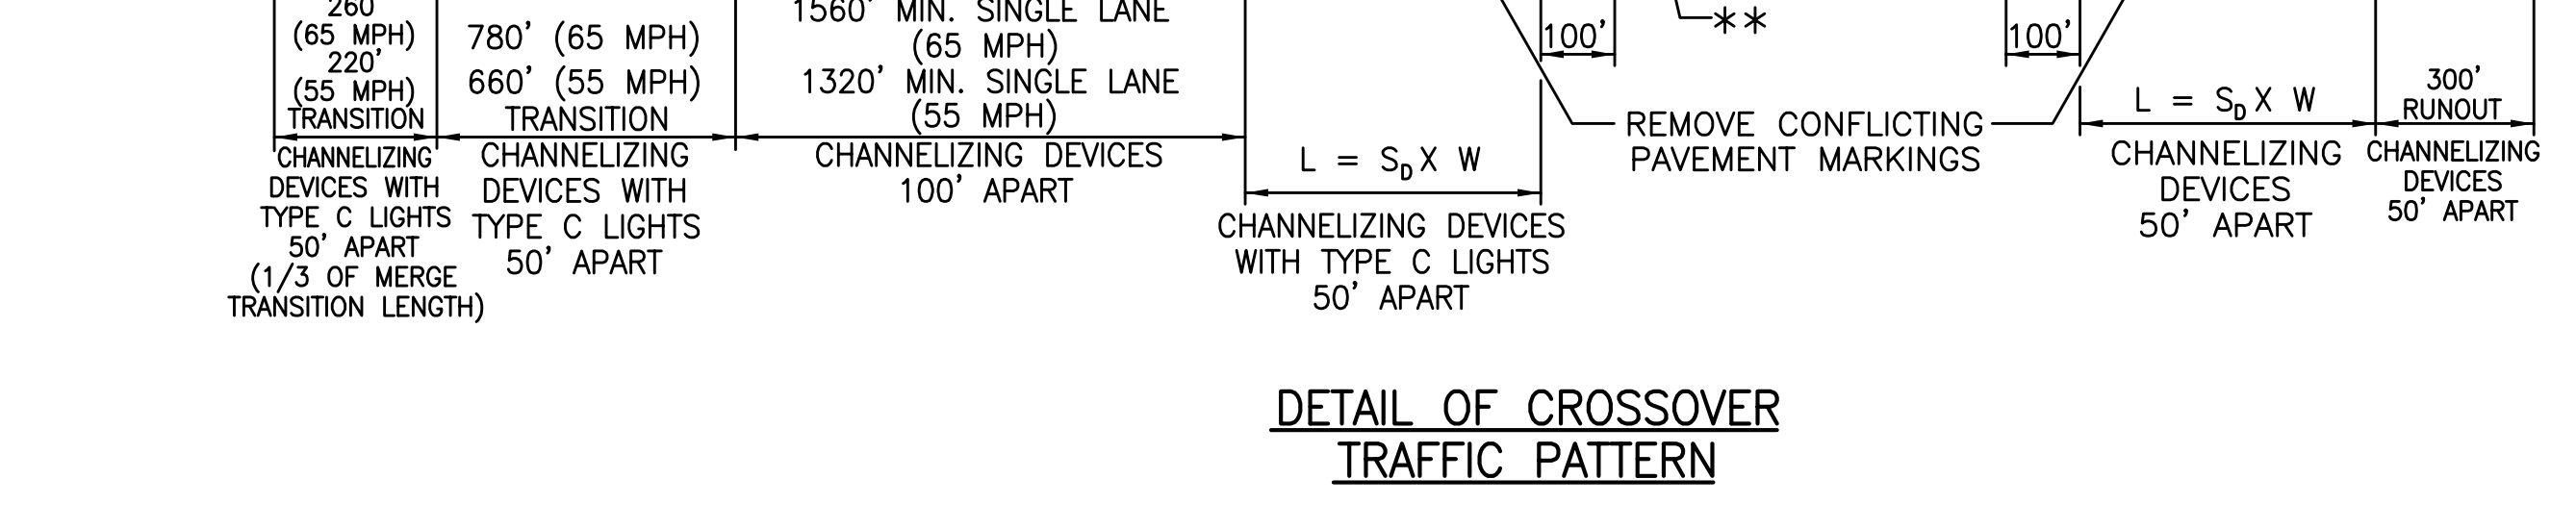 260'
(65 MPH)
220'
(55 MPH)
TRANSITION
CHANNELIZING
DEVICES WITH
TYPE C LIGHTS
50' APART
(1/3 OF MERGE
TRANSITION LENGTH)
780' (65 MPH)
660' (55 MPH)
TRANSITION
CHANNELIZING
DEVICES WITH
TYPE C LIGHTS
50' APART
1560' MIN. SINGLE LANE
(65 MPH)
1320' MIN. SINGLE LANE
(55 MPH)
CHANNELIZING DEVICES
100' APART
L = SD X W
CHANNELIZING DEVICES
WITH TYPE C LIGHTS
50' APART
100'
**
REMOVE CONFLICTING
PAVEMENT MARKINGS
100'
L = SD X W
CHANNELIZING
DEVICES
50' APART
300'
RUNOUT
CHANNELIZING
DEVICES
50' APART
DETAIL OF CROSSOVER
TRAFFIC PATTERN